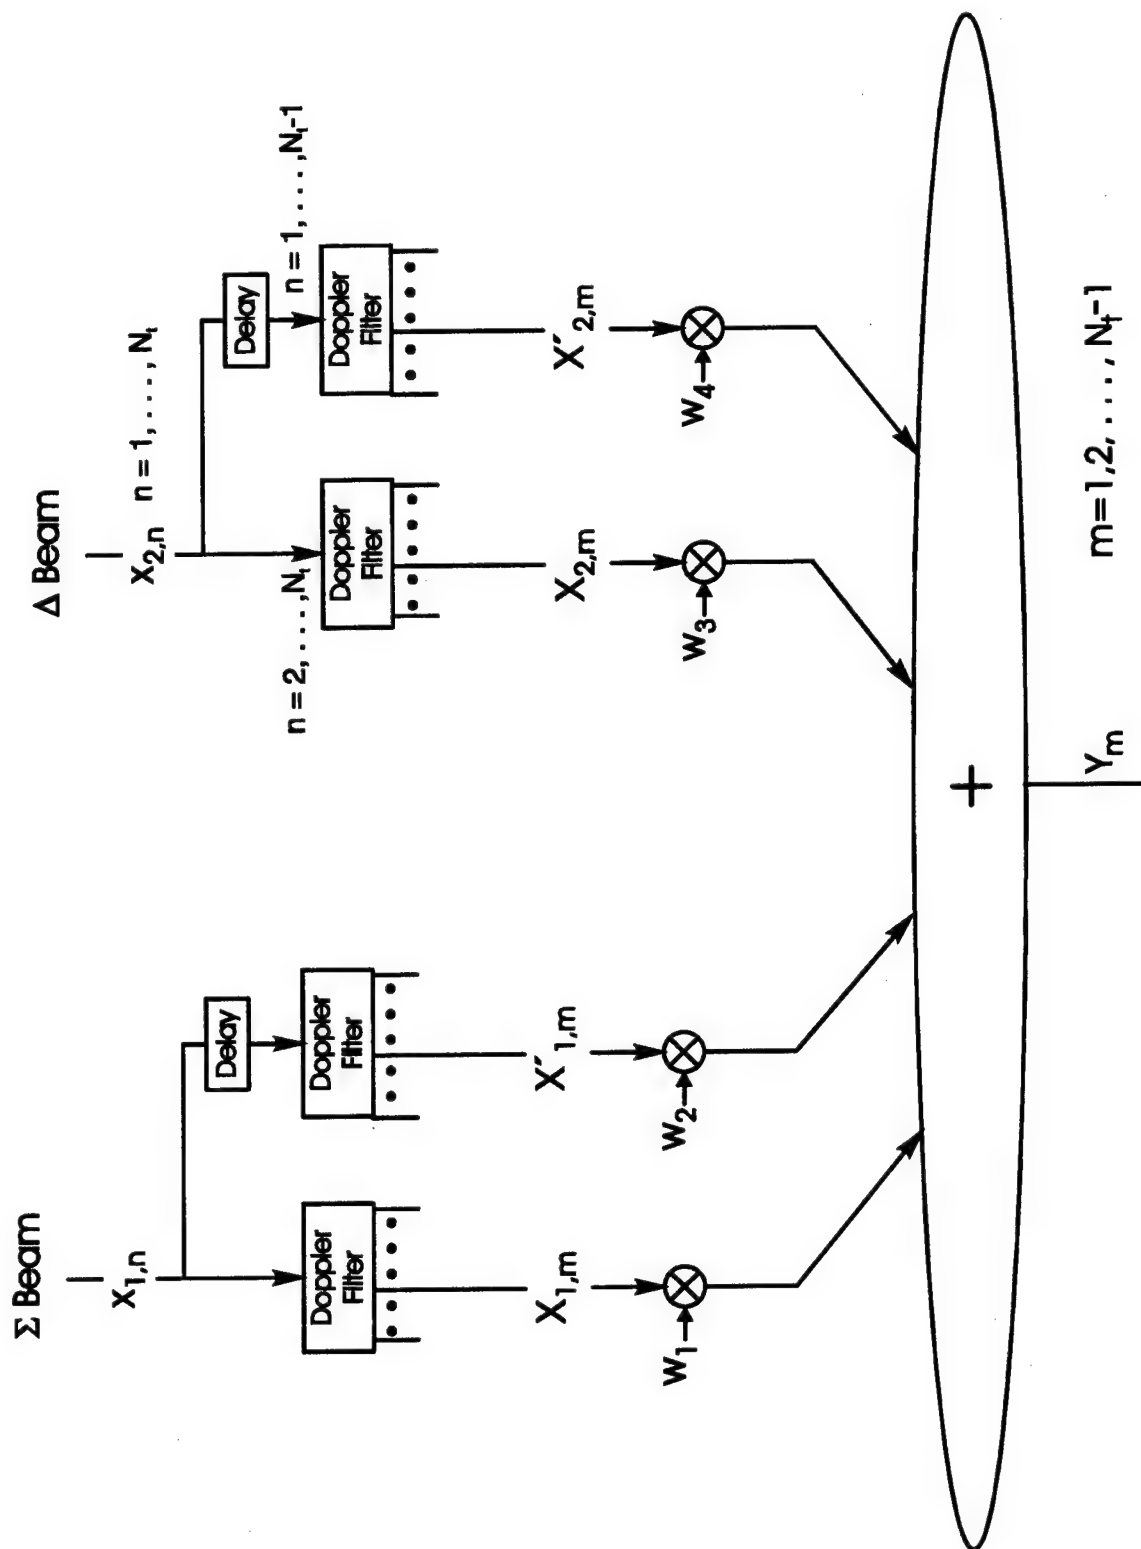 Σ Beam
Δ Beam
x1,n
x2,n n = 1, . . . , Nt
Delay
Delay
n = 2, . . . , Nt
n = 1, . . . , Nt-1
Doppler Filter
Doppler Filter
Doppler Filter
Doppler Filter
X1,m
X′1,m
X2,m
X′2,m
W1
W2
W3
W4
+
Ym
m=1,2, . . . , Nt-1